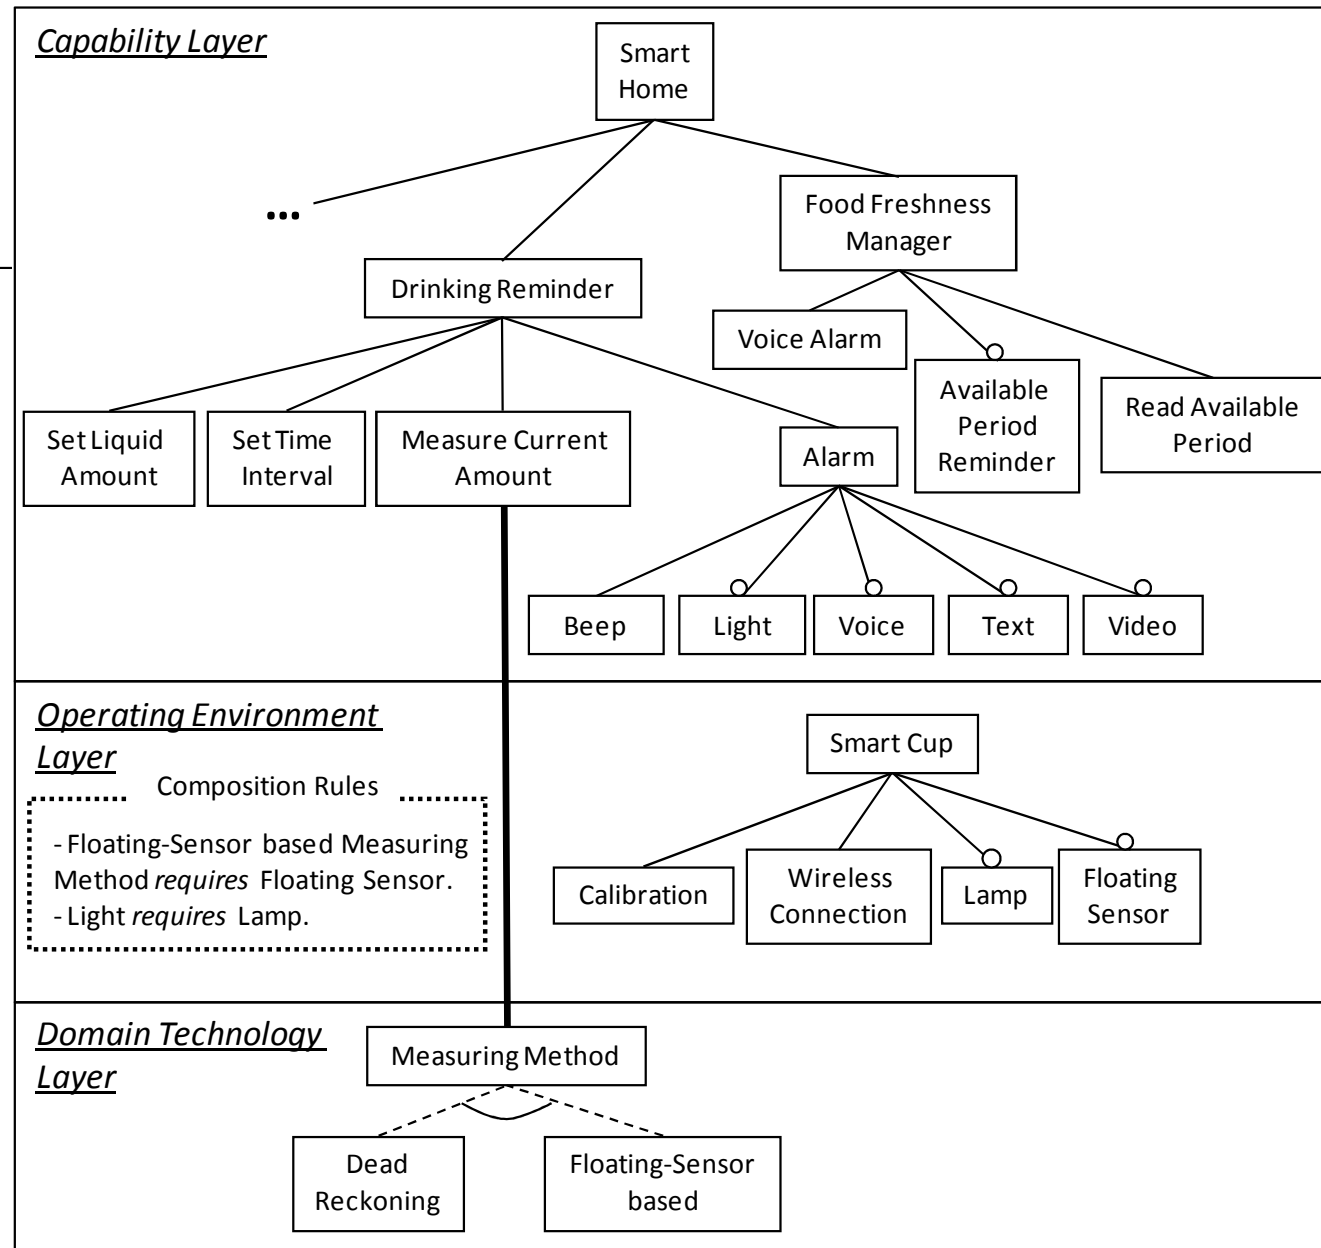 Capability Layer
Smart
Home
...
Food Freshness
Manager
Drinking Reminder
Voice Alarm
Available
Period
Reminder
Read Available
Period
Set Liquid
Amount
Set Time
Interval
Measure Current
Amount
Alarm
Beep
Light
Voice
Text
Video
Operating Environment
Layer
Composition Rules
- Floating-Sensor based Measuring
Method requires Floating Sensor.
- Light requires Lamp.
Smart Cup
Calibration
Wireless
Connection
Lamp
Floating
Sensor
Domain Technology
Layer
Measuring Method
Dead
Reckoning
Floating-Sensor
based